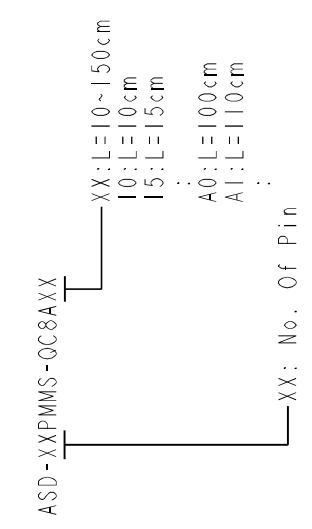 ASD-XXPMMS-QC8AXX
XX:L=10~150cm
10:L=10cm
15:L=15cm
:
A0:L=100cm
A1:L=110cm
:
XX: No. Of Pin